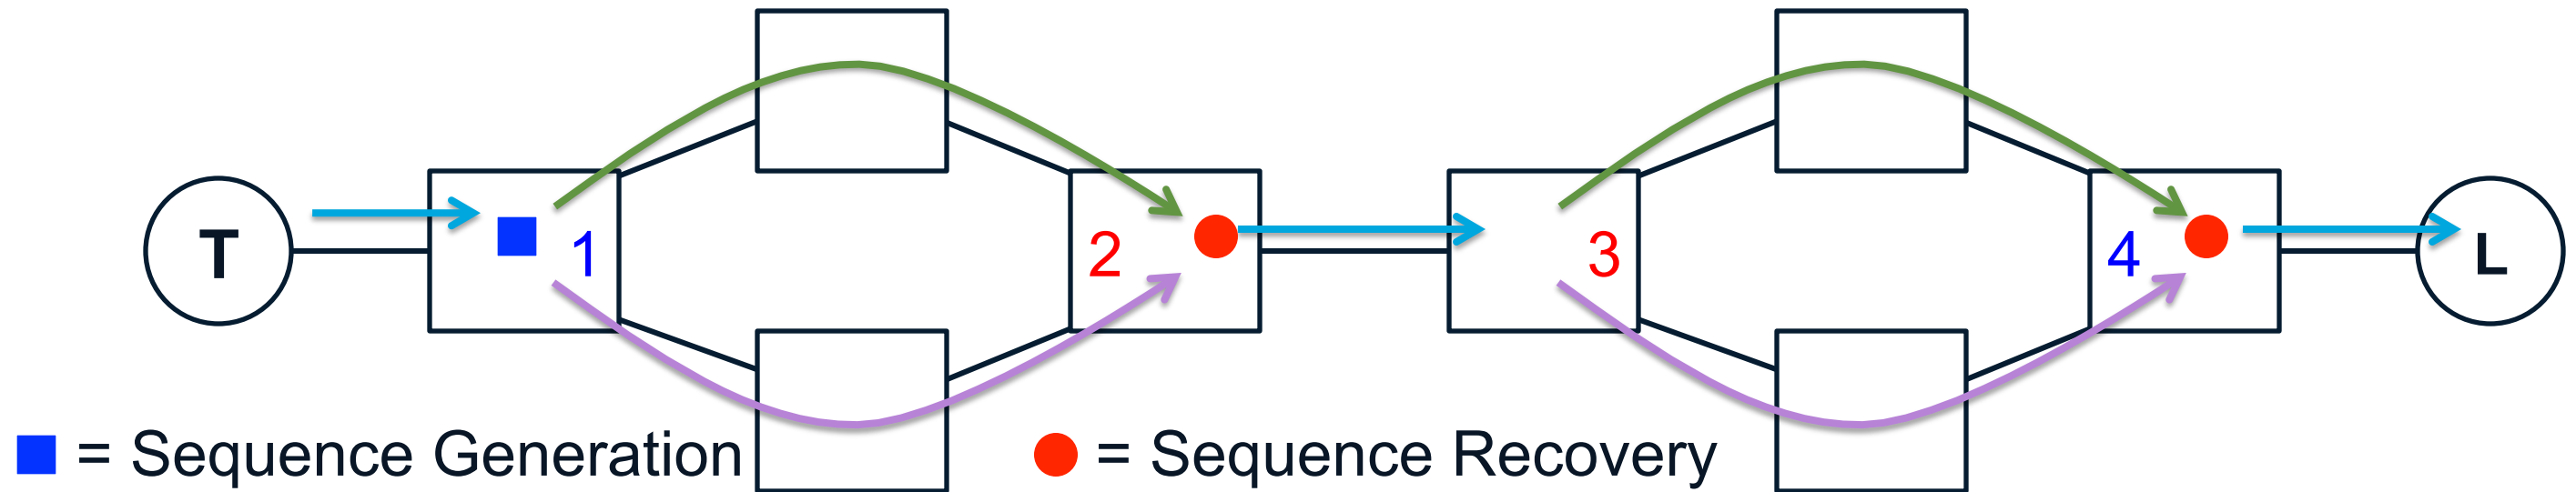 T
1
2
3
4
L
= Sequence Generation
= Sequence Recovery